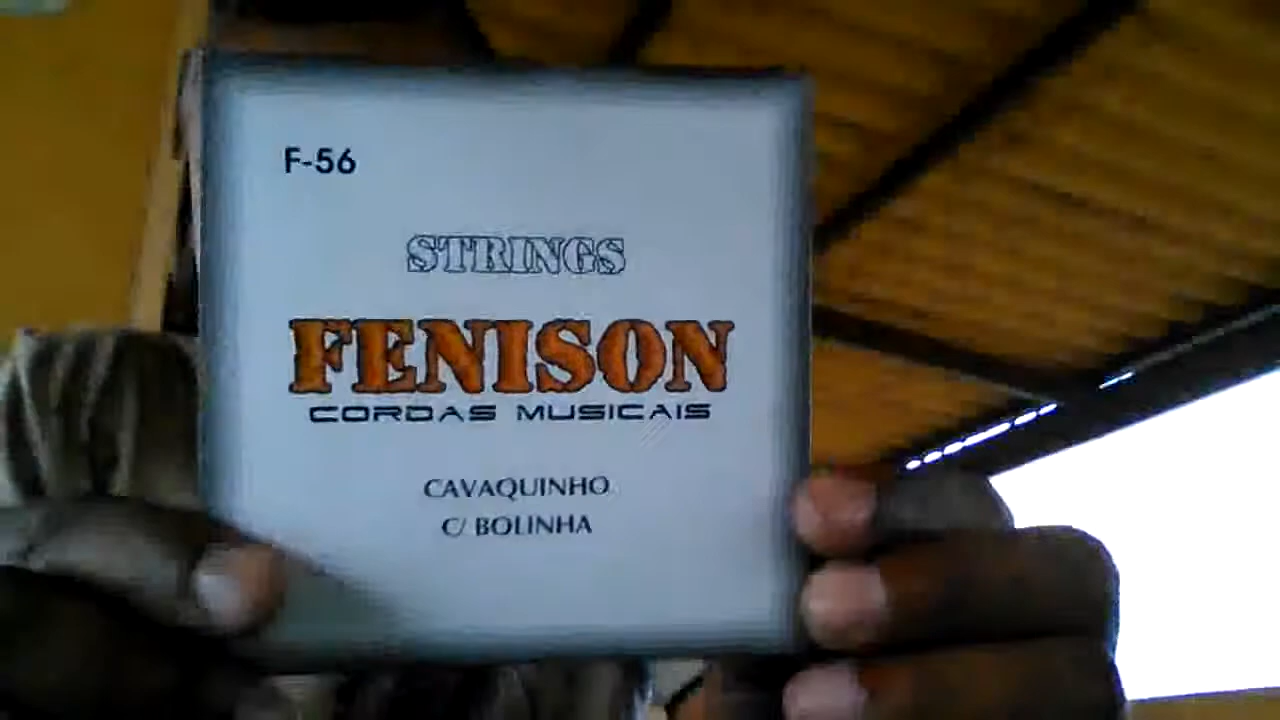 F-56
STRINGS
FENISON
CORDAS MUSICAIS
CAVAQUINHO
C/ BOLINHA